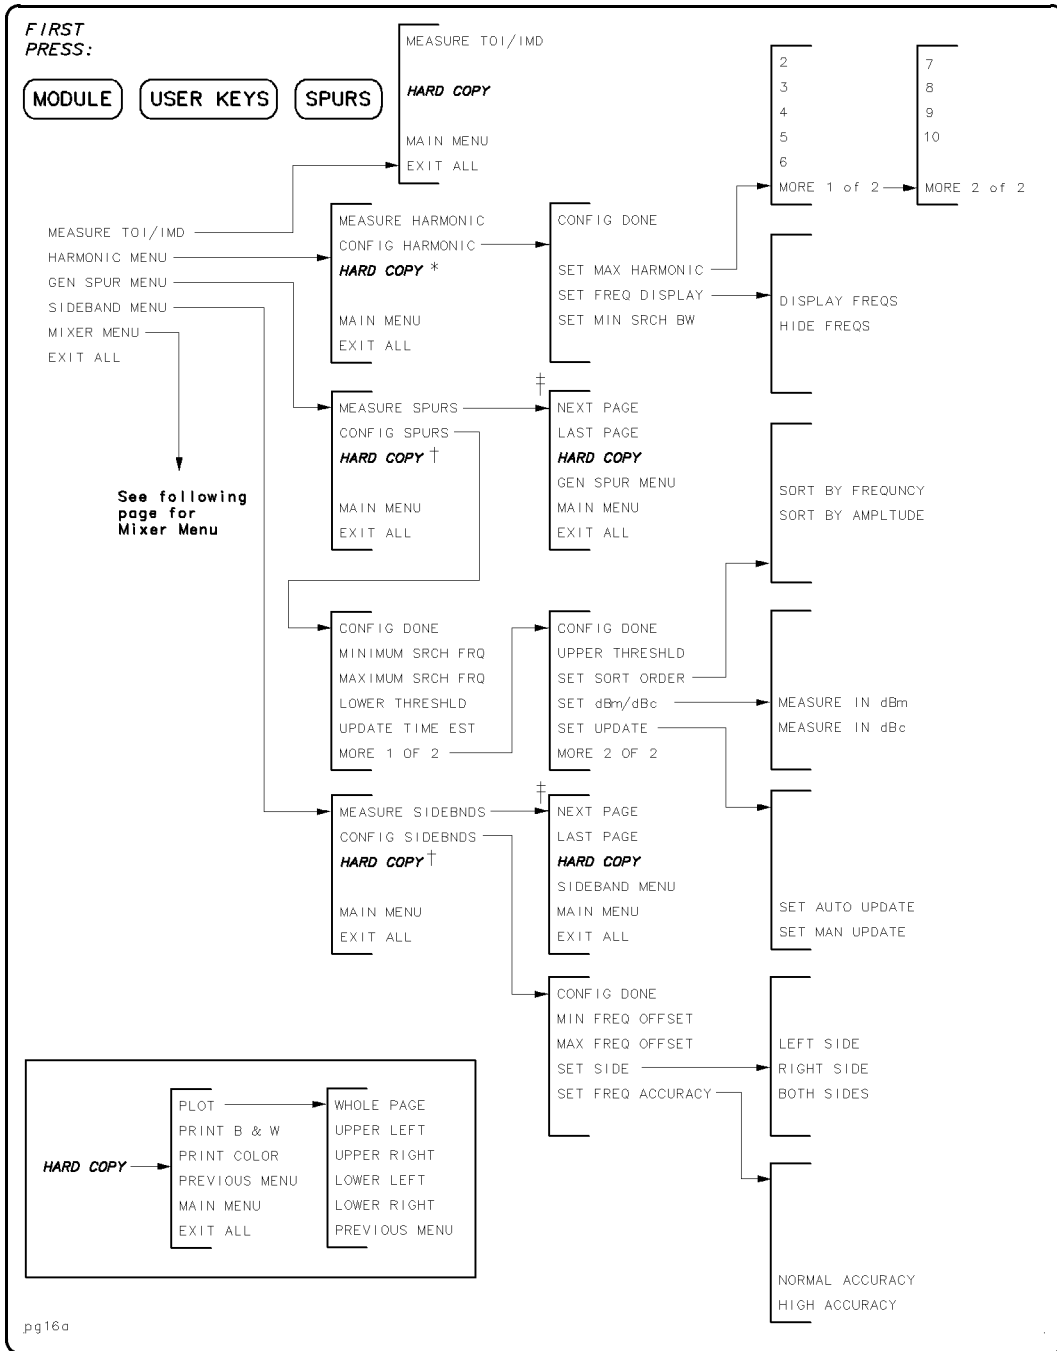 FIRST
PRESS:
MODULE
USER KEYS
SPURS
MEASURE TOI/IMD
HARD COPY
MAIN MENU
EXIT ALL
MEASURE TOI/IMD
HARMONIC MENU
GEN SPUR MENU
SIDEBAND MENU
MIXER MENU
EXIT ALL
See following
page for
Mixer Menu
MEASURE HARMONIC
CONFIG HARMONIC
HARD COPY *
MAIN MENU
EXIT ALL
CONFIG DONE
SET MAX HARMONIC
SET FREQ DISPLAY
SET MIN SRCH BW
2
3
4
5
6
MORE 1 of 2
7
8
9
10
MORE 2 of 2
DISPLAY FREQS
HIDE FREQS
MEASURE SPURS
CONFIG SPURS
HARD COPY †
MAIN MENU
EXIT ALL
‡
NEXT PAGE
LAST PAGE
HARD COPY
GEN SPUR MENU
MAIN MENU
EXIT ALL
SORT BY FREQUNCY
SORT BY AMPLTUDE
CONFIG DONE
MINIMUM SRCH FRQ
MAXIMUM SRCH FRQ
LOWER THRESHLD
UPDATE TIME EST
MORE 1 OF 2
CONFIG DONE
UPPER THRESHLD
SET SORT ORDER
SET dBm/dBc
SET UPDATE
MORE 2 OF 2
MEASURE IN dBm
MEASURE IN dBc
MEASURE SIDEBNDS
CONFIG SIDEBNDS
HARD COPY †
MAIN MENU
EXIT ALL
‡
NEXT PAGE
LAST PAGE
HARD COPY
SIDEBAND MENU
MAIN MENU
EXIT ALL
SET AUTO UPDATE
SET MAN UPDATE
CONFIG DONE
MIN FREQ OFFSET
MAX FREQ OFFSET
SET SIDE
SET FREQ ACCURACY
LEFT SIDE
RIGHT SIDE
BOTH SIDES
NORMAL ACCURACY
HIGH ACCURACY
HARD COPY
PLOT
PRINT B & W
PRINT COLOR
PREVIOUS MENU
MAIN MENU
EXIT ALL
WHOLE PAGE
UPPER LEFT
UPPER RIGHT
LOWER LEFT
LOWER RIGHT
PREVIOUS MENU
pg16a